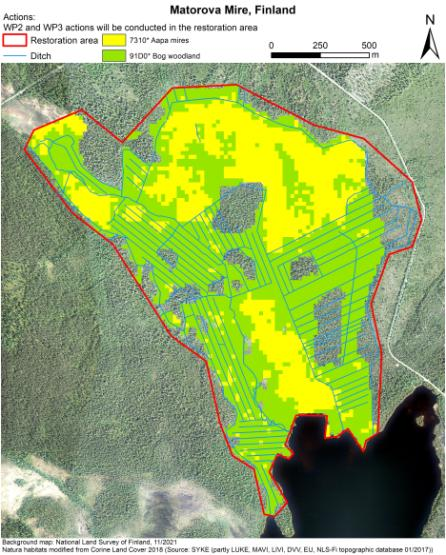 Matorova Mire, Finland
Actions:
WP2 and WP3 actions will be conducted in the restoration area
Restoration area 7310* Aapa mires
Ditch 91D0* Bog woodland
0 250 500
m
N
Background map: National Land Survey of Finland, 11/2021
Natura habitats modified from Corine Land Cover 2018 (Source: SYKE (partly LUKE, MAVI, LIVI, DVV, EU, NLS-Fi topographic database 01/2017))